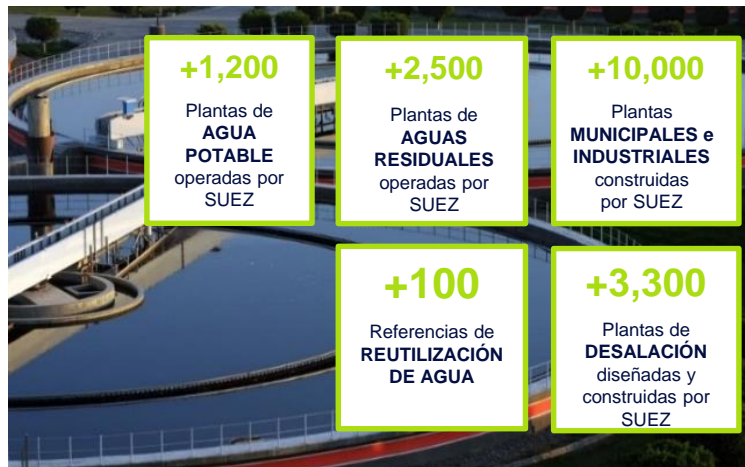 +1,200
Plantas de
AGUA
POTABLE
operadas por
SUEZ
+2,500
Plantas de
AGUAS
RESIDUALES
operadas por
SUEZ
+10,000
Plantas
MUNICIPALES e
INDUSTRIALES
construidas
por SUEZ
+100
Referencias de
REUTILIZACIÓN
DE AGUA
+3,300
Plantas de
DESALACIÓN
diseñadas y
construidas por
SUEZ